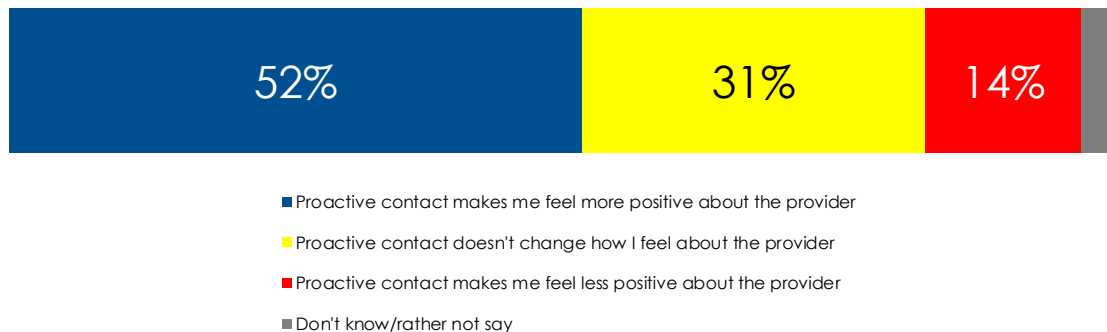 52%
31%
14%
Proactive contact makes me feel more positive about the provider
Proactive contact doesn't change how I feel about the provider
Proactive contact makes me feel less positive about the provider
Don't know/rather not say